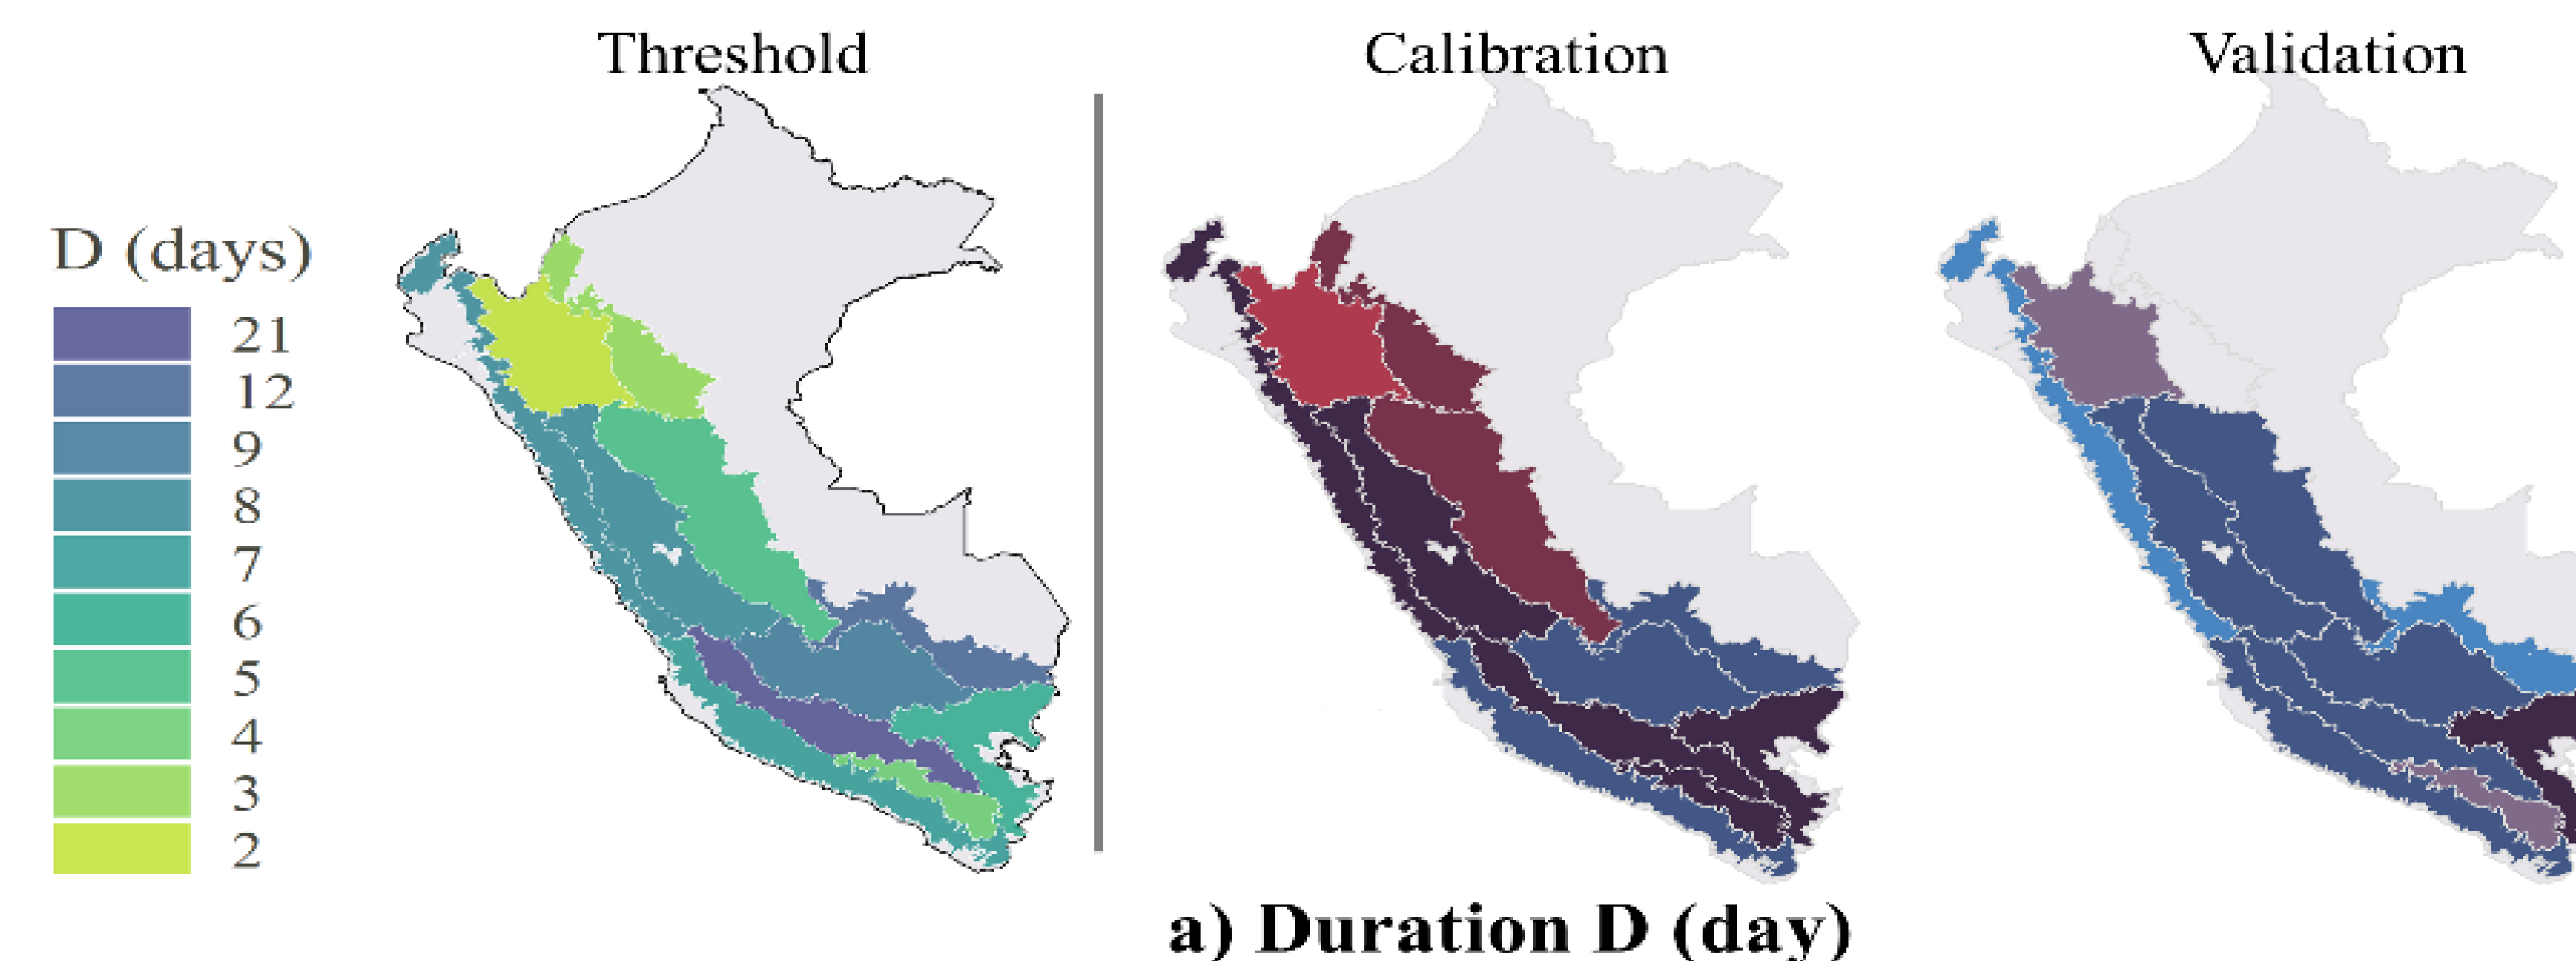 Threshold
Calibration
Validation
D (days)
21
12
9
8
7
6
5
4
3
2
a) Duration D (day)